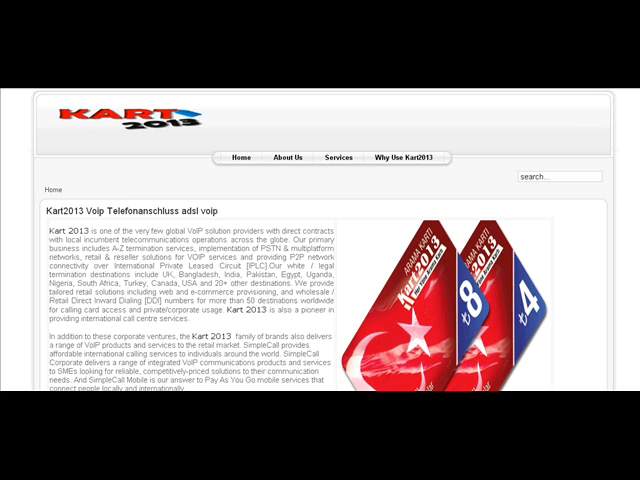 KART
2013
Home About Us Services Why Use Kart2013
search...
Home
Kart2013 Voip Telefonanschluss adsl voip
Kart 2013 is one of the very few global VoIP solution providers with direct contracts
with local incumbent telecommunications operators across the globe. Our primary
business includes A-Z termination services, implementation of PSTN & multiplatform
networks, retail & reseller solutions for VOIP services and providing P2P network
connectivity over International Private Leased Circuit [IPLC].Our white / legal
termination destinations include UK, Bangladesh, India, Pakistan, Egypt, Uganda,
Nigeria, South Africa, Turkey, Canada, USA and 20+ other destinations. We provide
tailored retail solutions including web and e-commerce provisioning, and wholesale /
Retail Direct Inward Dialing [DDI] numbers for more than 50 destinations worldwide
for calling card access and private/corporate usage. Kart 2013 is also a pioneer in
providing international call centre services.
In addition to these corporate ventures, the Kart 2013 family of brands also delivers
a range of VoIP products and services to the retail market. SimpleCall provides
affordable international calling services to individuals around the world. SimpleCall
Corporate delivers a range of integrated VoIP communications products and services
to SMEs looking for reliable, competitively-priced solutions to their communication
needs. And SimpleCall Mobile is our answer to Pay As You Go mobile services that
connect people locally and internationally.
ARAMA KARTI
Kart2013
₺8
ARAMA KARTI
Kart2013
₺4